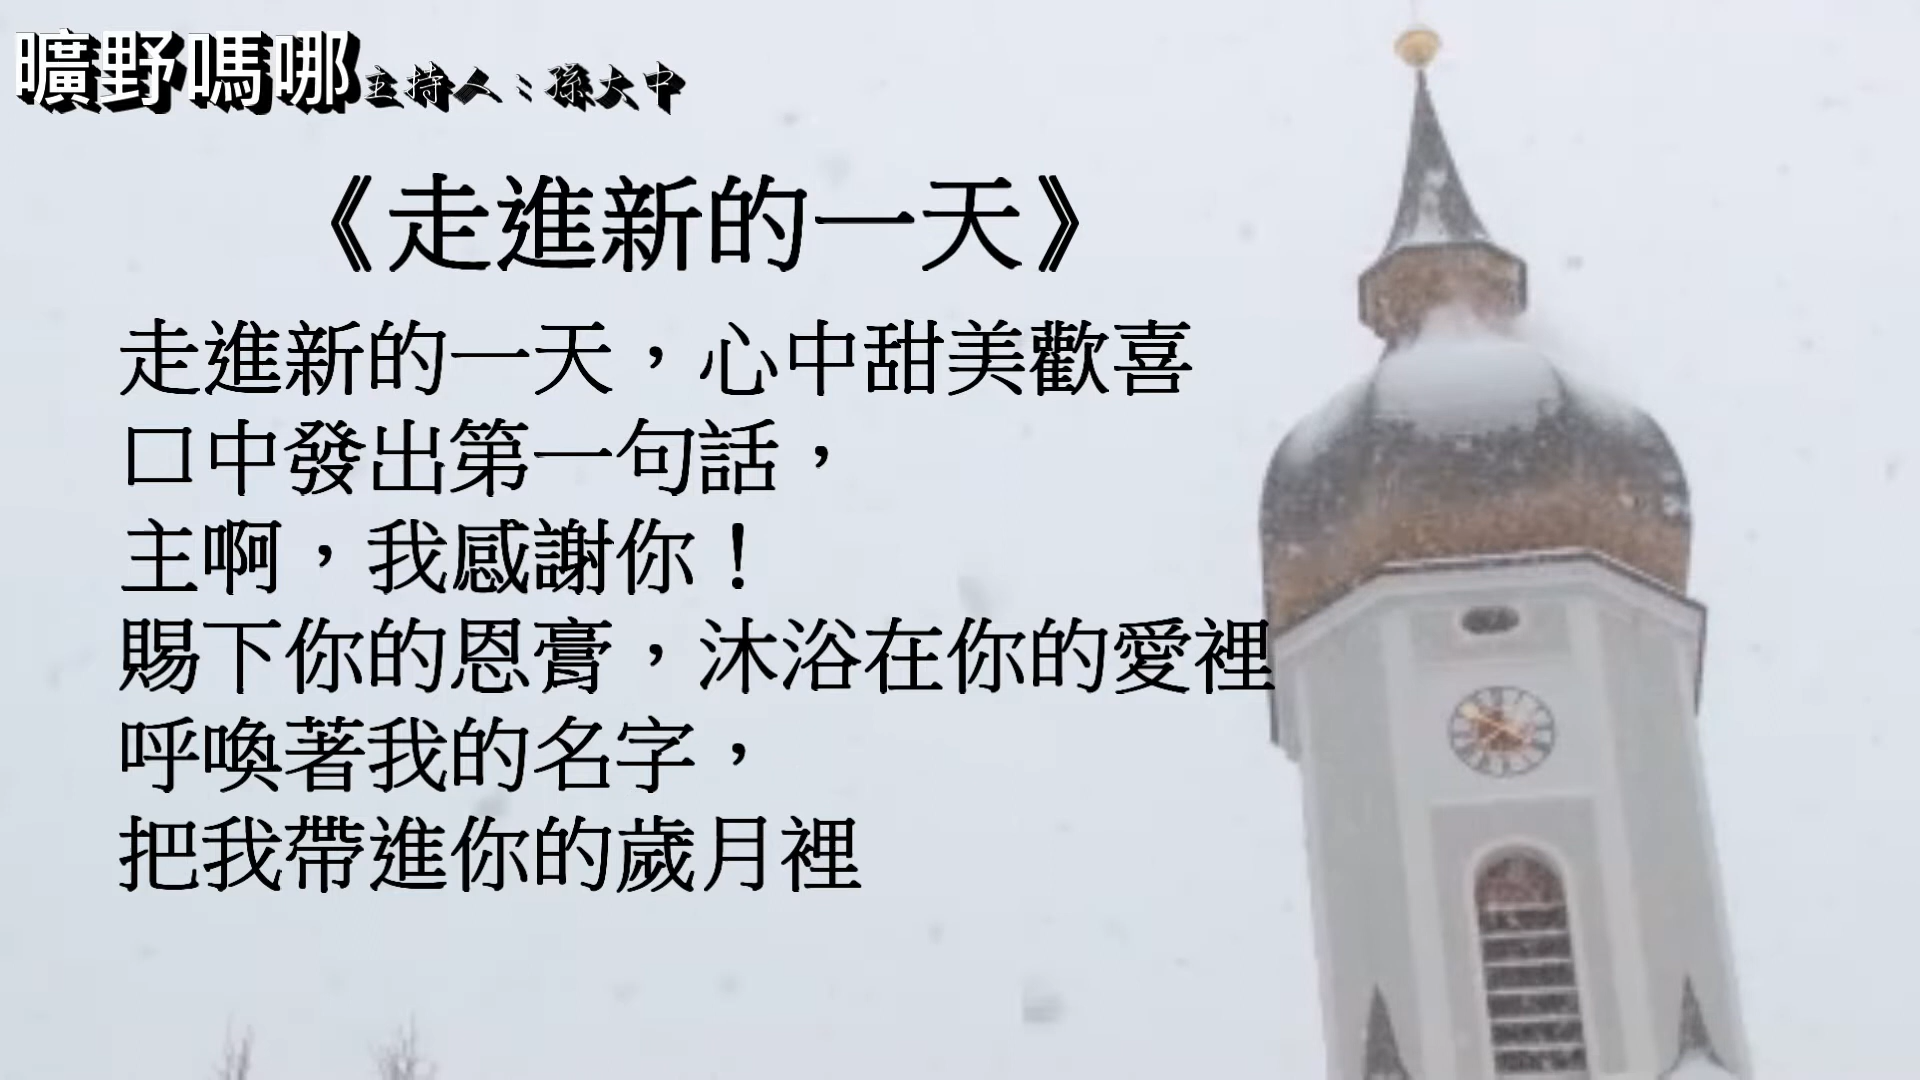 曠野嗎哪 主持人：孫大中
《走進新的一天》
走進新的一天，心中甜美歡喜
口中發出第一句話，
主啊，我感謝你！
賜下你的恩膏，沐浴在你的愛裡
呼喚著我的名字，
把我帶進你的歲月裡